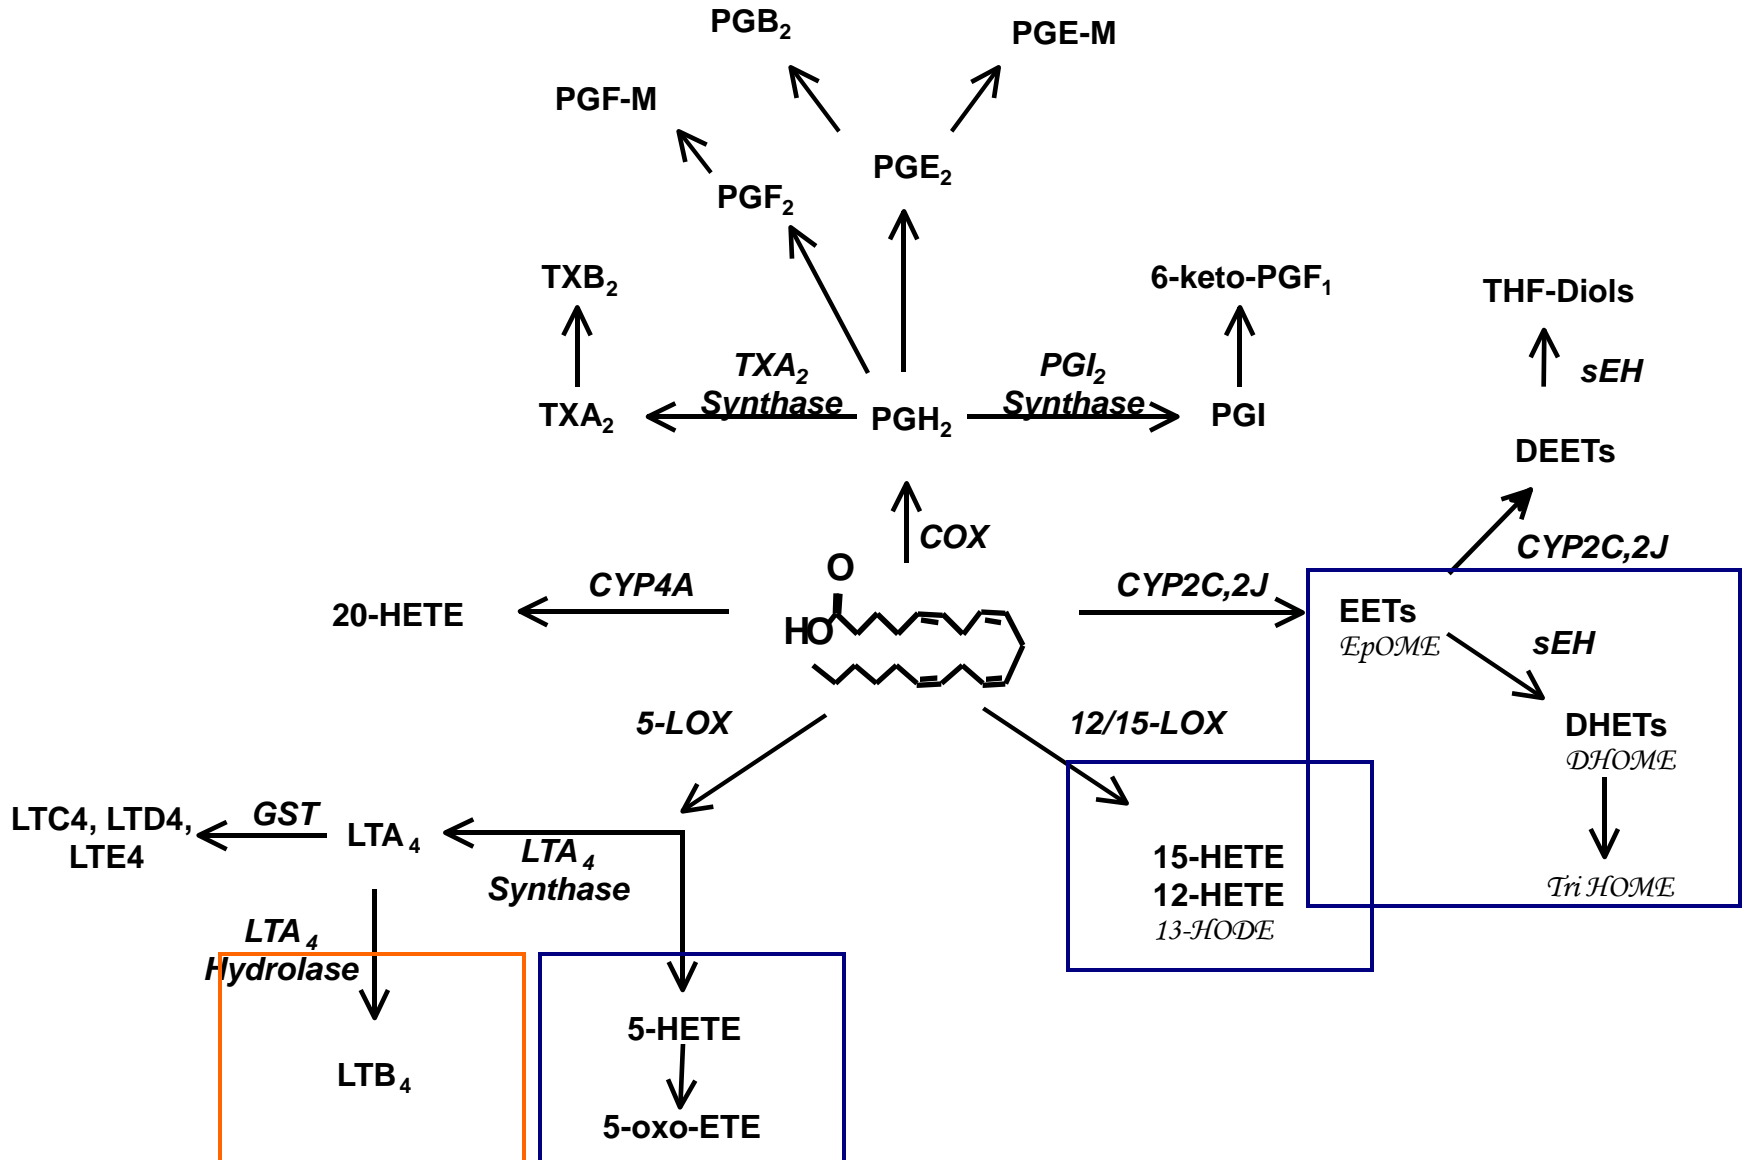 PGB2
PGE-M
PGF-M
PGE2
PGF2
TXB2
6-keto-PGF1
THF-Diols
TXA2
Synthase
PGI2
Synthase
sEH
TXA2
PGH2
PGI
DEETs
COX
CYP2C,2J
O
CYP4A
CYP2C,2J
20-HETE
HO
EETs
EpOME
sEH
5-LOX
12/15-LOX
DHETs
DHOME
LTC4, LTD4,
LTE4
GST
LTA4
LTA4
Synthase
15-HETE
12-HETE
13-HODE
Tri HOME
LTA4
Hydrolase
5-HETE
LTB4
5-oxo-ETE